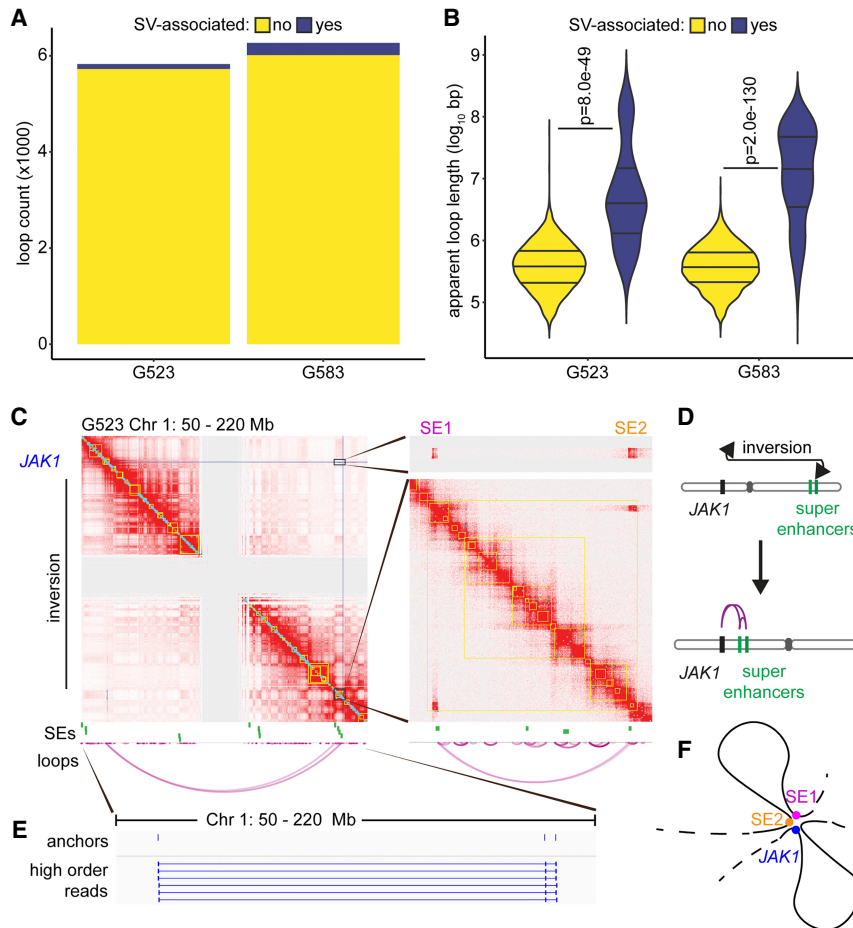 A
SV-associated: no yes
loop count (x1000)
6
4
2
0
G523
G583
B
SV-associated: no yes
apparent loop length (log10 bp)
9
8
7
6
5
p=8.0e-49
p=2.0e-130
G523
G583
C
G523 Chr 1: 50 - 220 Mb
JAK1
inversion
SE1
SE2
SEs
loops
D
inversion
JAK1
super
enhancers
JAK1
super
enhancers
E
Chr 1: 50 - 220 Mb
anchors
high order
reads
F
SE1
SE2
JAK1